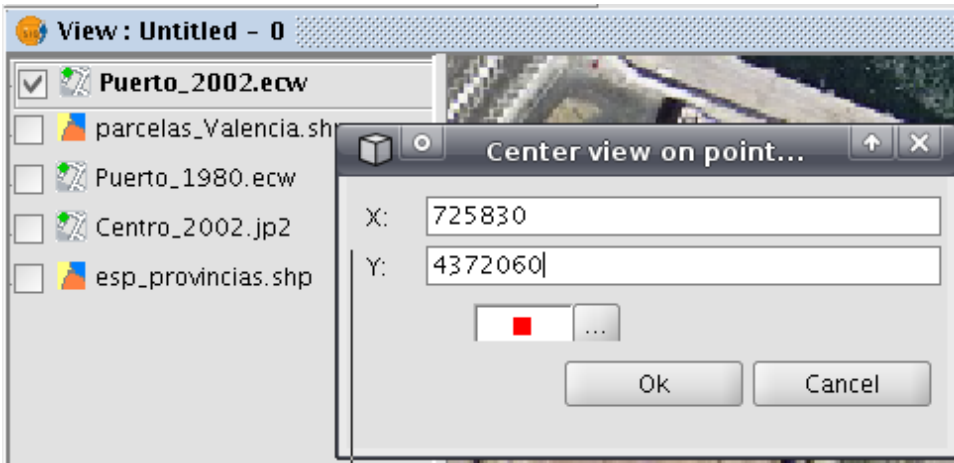 View : Untitled - 0
Puerto_2002.ecw
parcelas_Valencia.sh
Puerto_1980.ecw
Centro_2002.jp2
esp_provincias.shp
Center view on point...
X: 725830
Y: 4372060
...
Ok Cancel